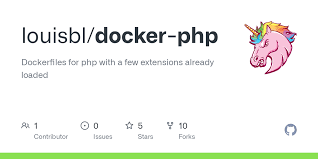 louisbl/docker-php
Dockerfiles for php with a few extensions already
loaded
1 0 5 10
Contributor Issues Stars Forks